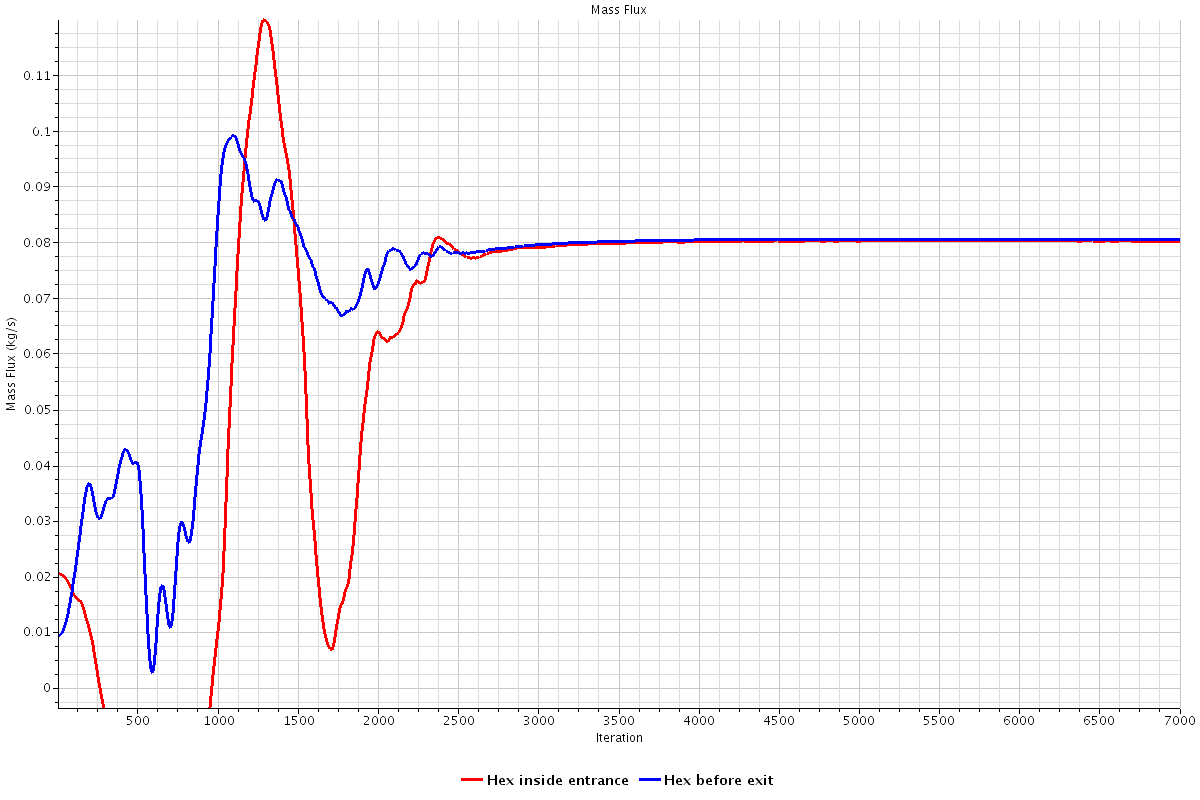 Mass Flux
0.11
0.1
0.09
0.08
0.07
0.06
0.05
0.04
0.03
0.02
0.01
0
Mass Flux (kg/s)
500 1000 1500 2000 2500 3000 3500 4000 4500 5000 5500 6000 6500 7000
Iteration
Hex inside entrance Hex before exit